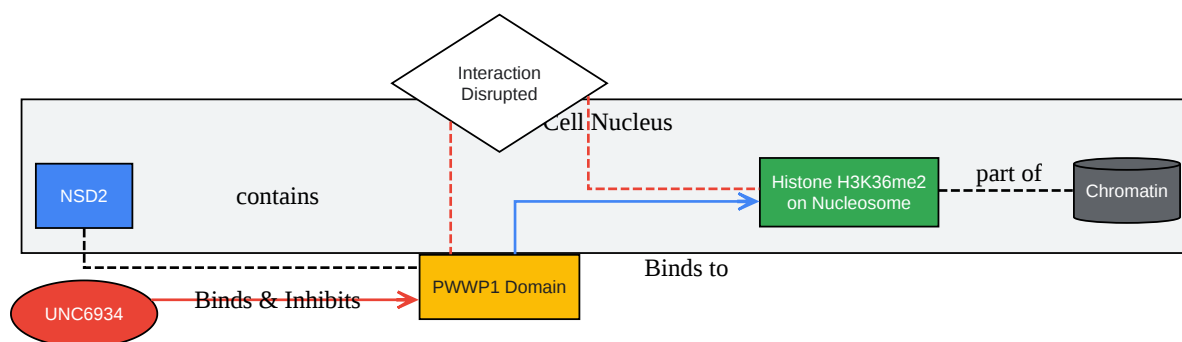 Interaction
Disrupted
Cell Nucleus
NSD2
contains
Histone H3K36me2
on Nucleosome
part of
Chromatin
Binds to
PWWP1 Domain
UNC6934
Binds & Inhibits